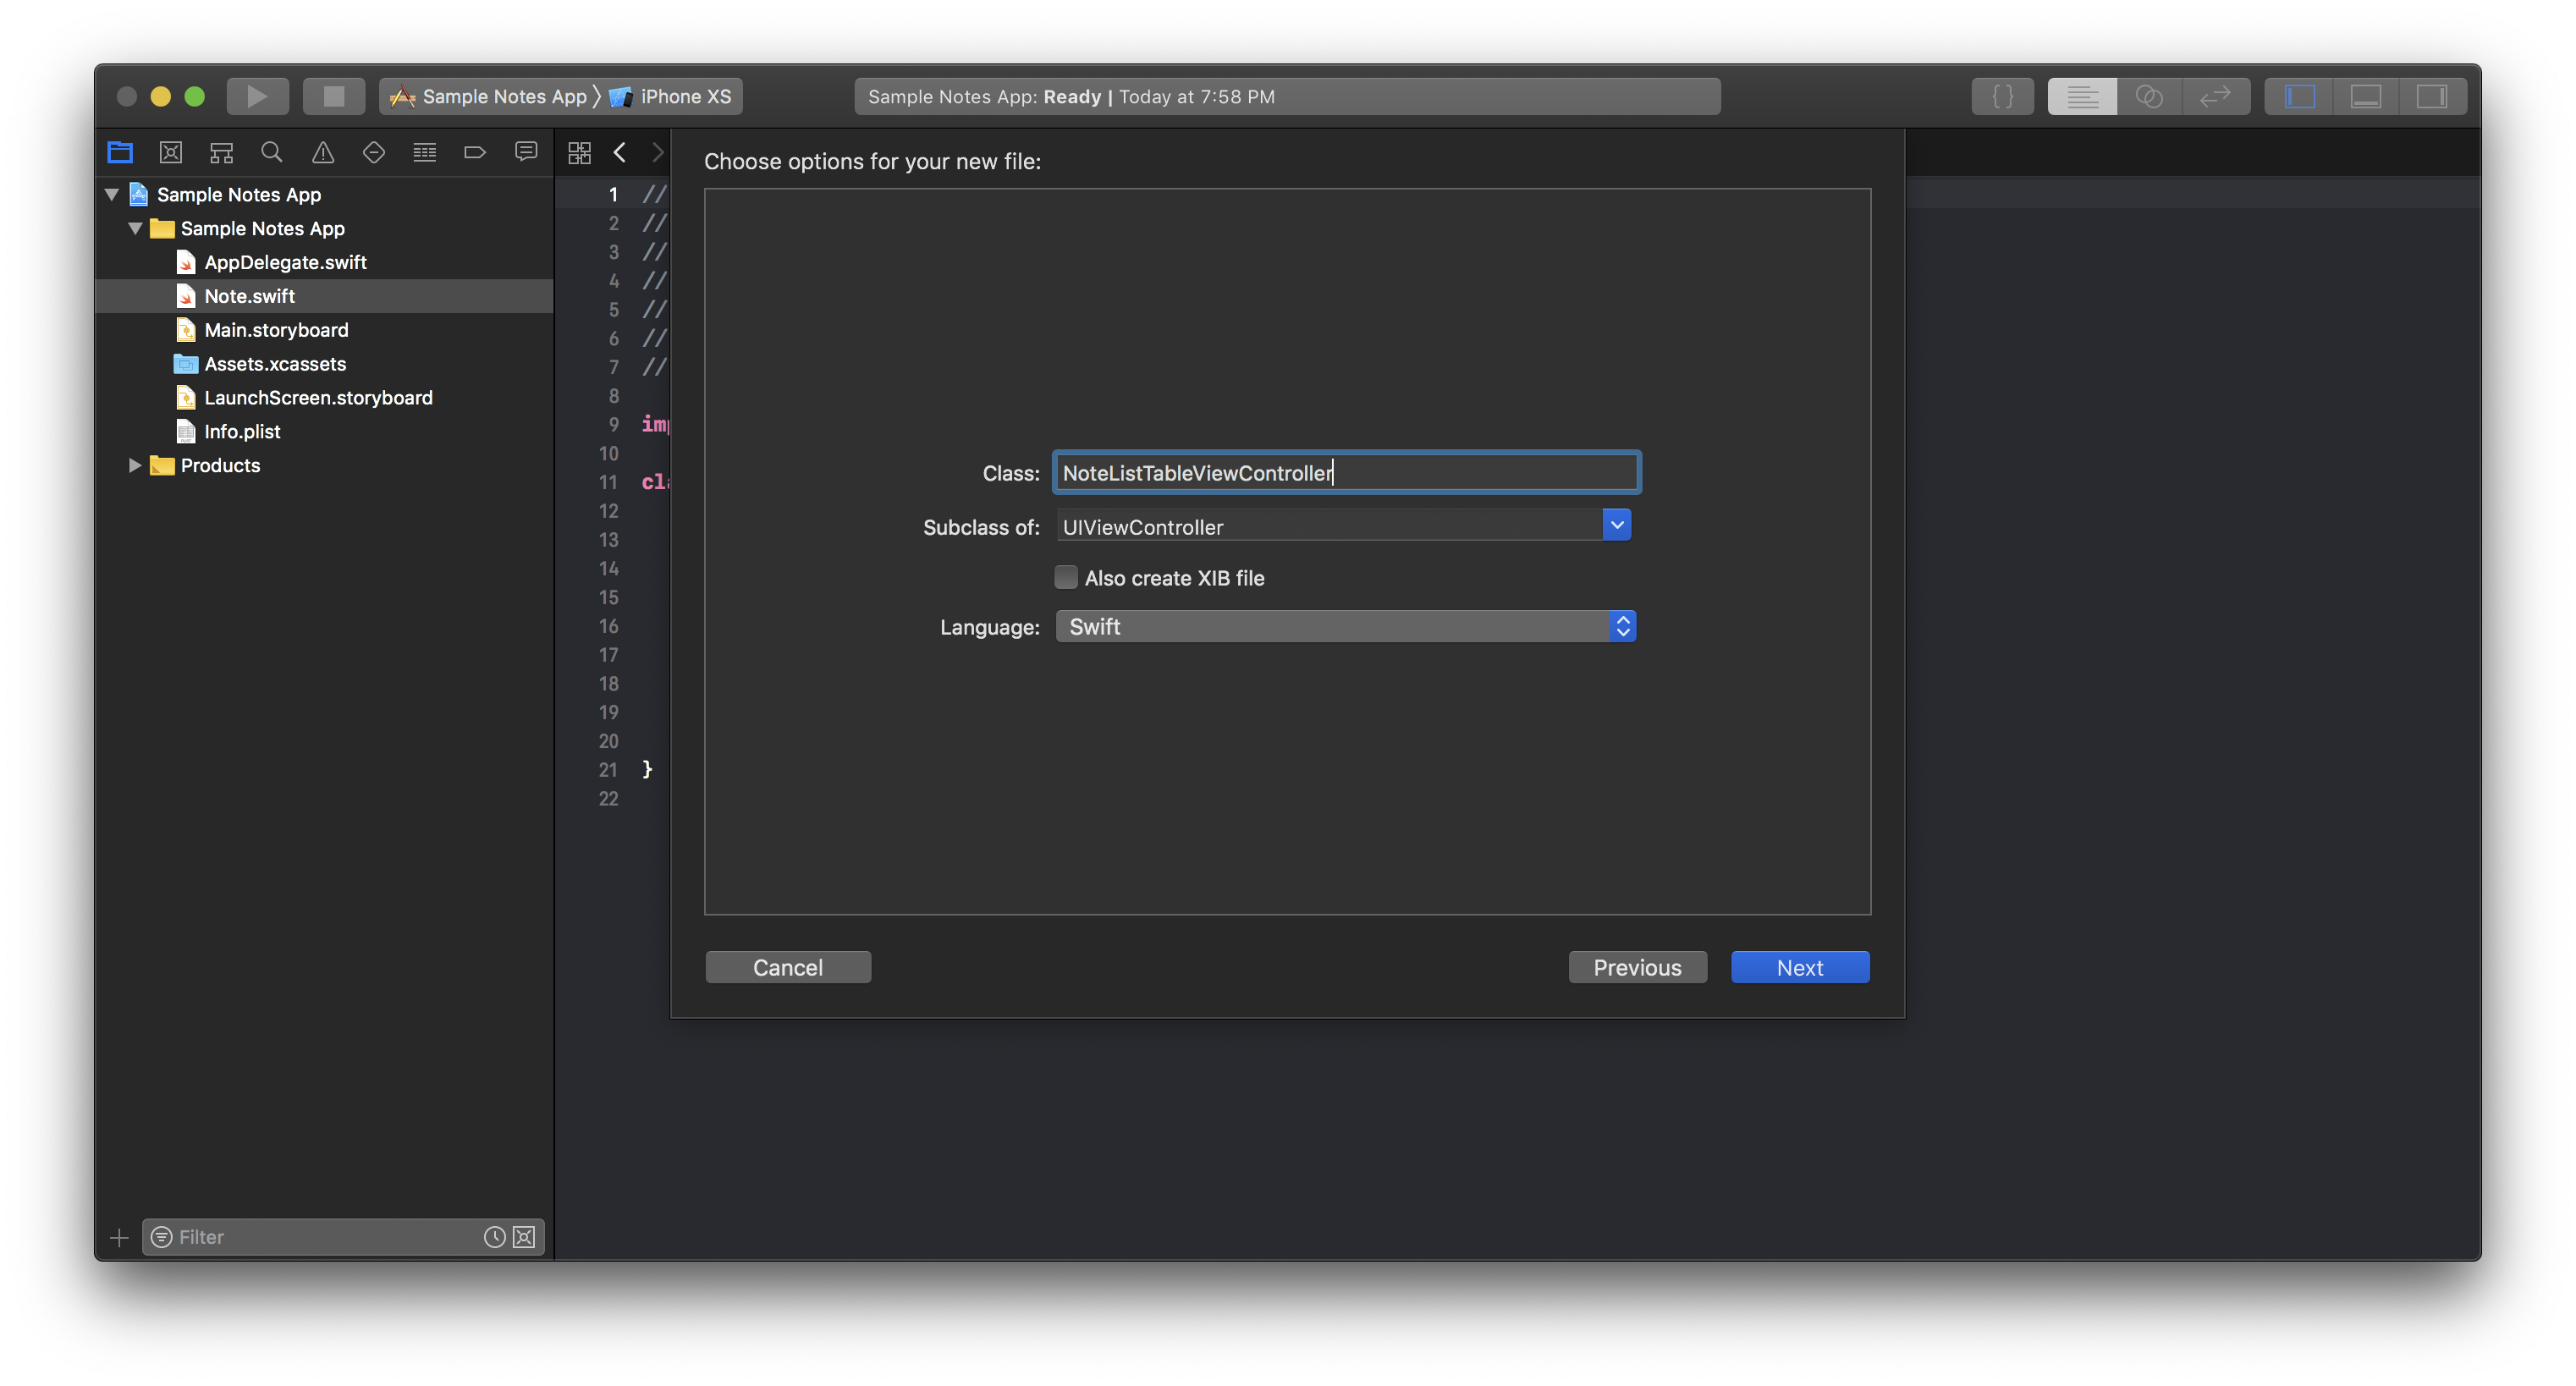 Sample Notes App 〉 iPhone XS
Sample Notes App: Ready | Today at 7:58 PM
{ }
Sample Notes App
Sample Notes App
AppDelegate.swift
Note.swift
Main.storyboard
Assets.xcassets
LaunchScreen.storyboard
Info.plist
Products
Filter
1 //
2 //
3 //
4 //
5 //
6 //
7 //
8
9
10
11
12
13
14
15
16
17
18
19
20
21 }
22
Choose options for your new file:
Class: NoteListTableViewController
Subclass of: UIViewController
Also create XIB file
Language: Swift
Cancel
Previous
Next